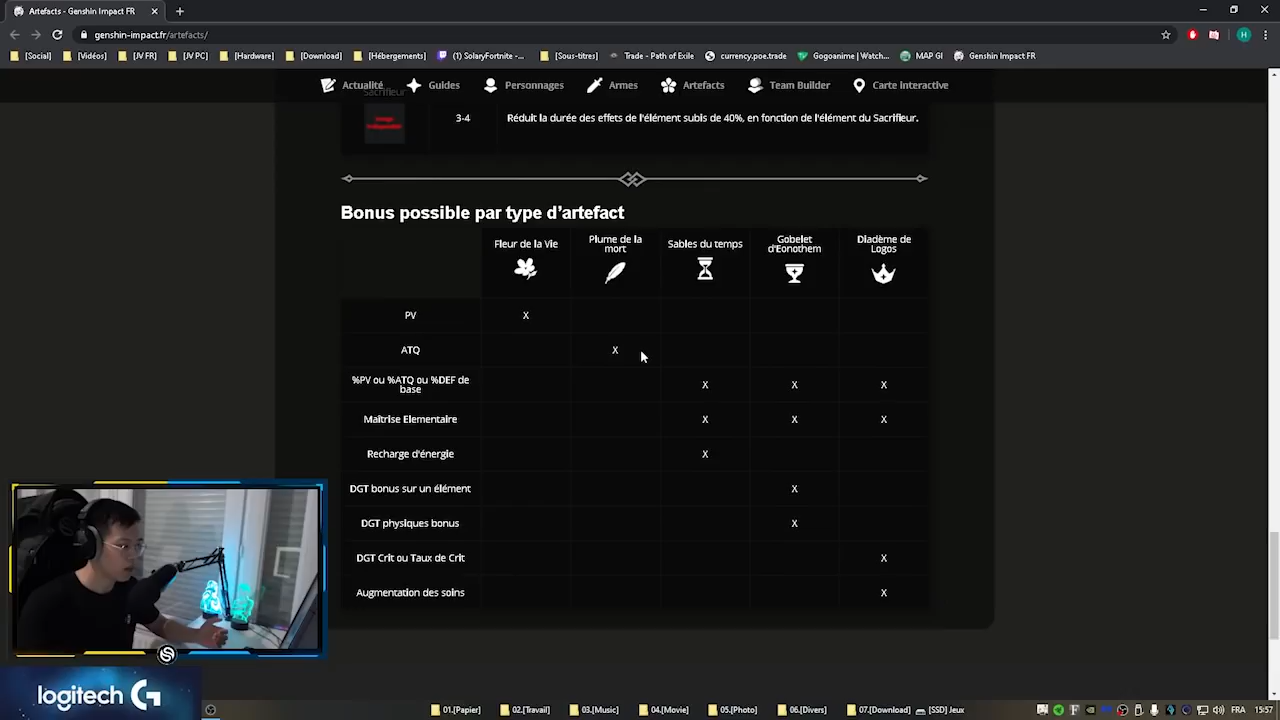 Artefacts - Genshin Impact FR
genshin-impact.fr/artefacts/
H
[Social] [Vidéos] [JV FR] [JV PC] [Hardware] [Download] [Hébergements] (1) SolaryFortnite -... [Sous-titres] Trade - Path of Exile currency.poe.trade Gogoanime | Watch... MAP GI Genshin Impact FR
Actualité Guides Personnages Armes Artefacts Team Builder Carte Interactive
Sacrifieur
3-4 Réduit la durée des effets de l'élément subis de 40%, en fonction de l'élément du Sacrifieur.
Bonus possible par type d'artefact
Fleur de la Vie Plume de la mort Sables du temps Gobelet d'Eonothem Diadème de Logos
PV X
ATQ X
%PV ou %ATQ ou %DEF de base X X X
Maîtrise Elementaire X X X
Recharge d'énergie X
DGT bonus sur un élément X
DGT physiques bonus X
DGT Crit ou Taux de Crit X
Augmentation des soins X
logitech G
01.[Papier] 02.[Travail] 03.[Music] 04.[Movie] 05.[Photo] 06.[Divers] 07.[Download] [SSD] Jeux FRA 15:37